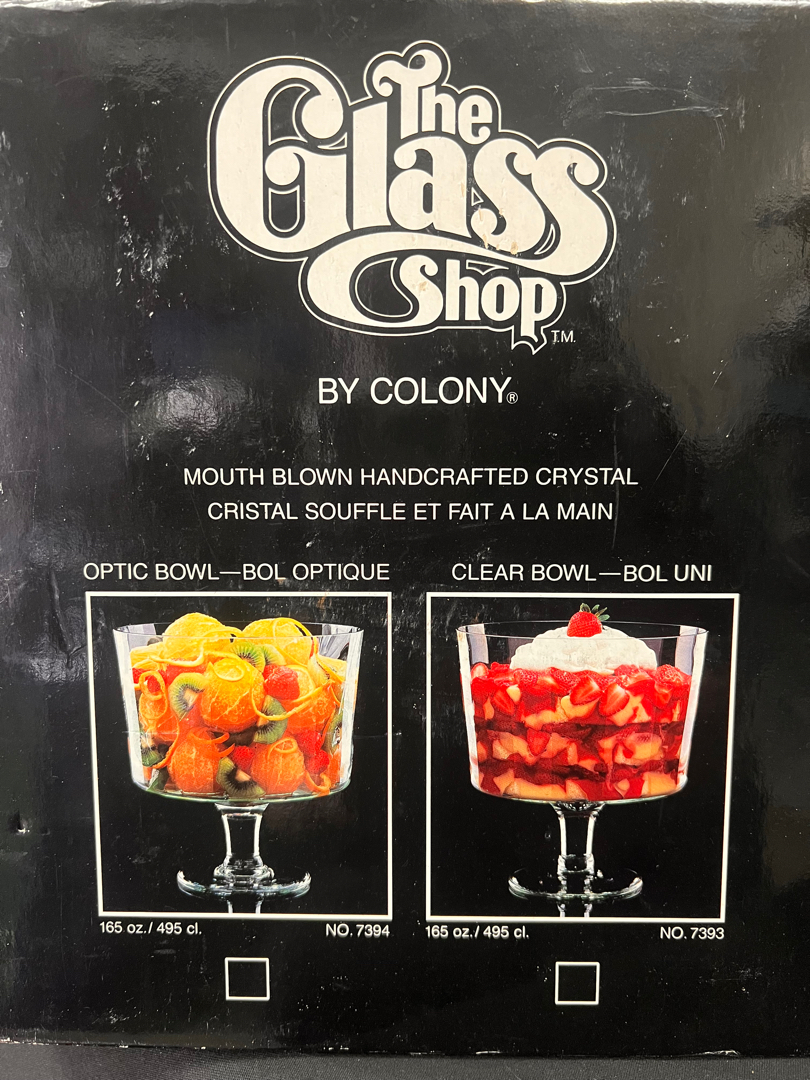 The
Glass
Shop
T.M.
BY COLONY®
MOUTH BLOWN HANDCRAFTED CRYSTAL
CRISTAL SOUFFLE ET FAIT A LA MAIN
OPTIC BOWL—BOL OPTIQUE
165 oz./ 495 cl. NO. 7394
CLEAR BOWL—BOL UNI
165 oz./ 495 cl. NO. 7393